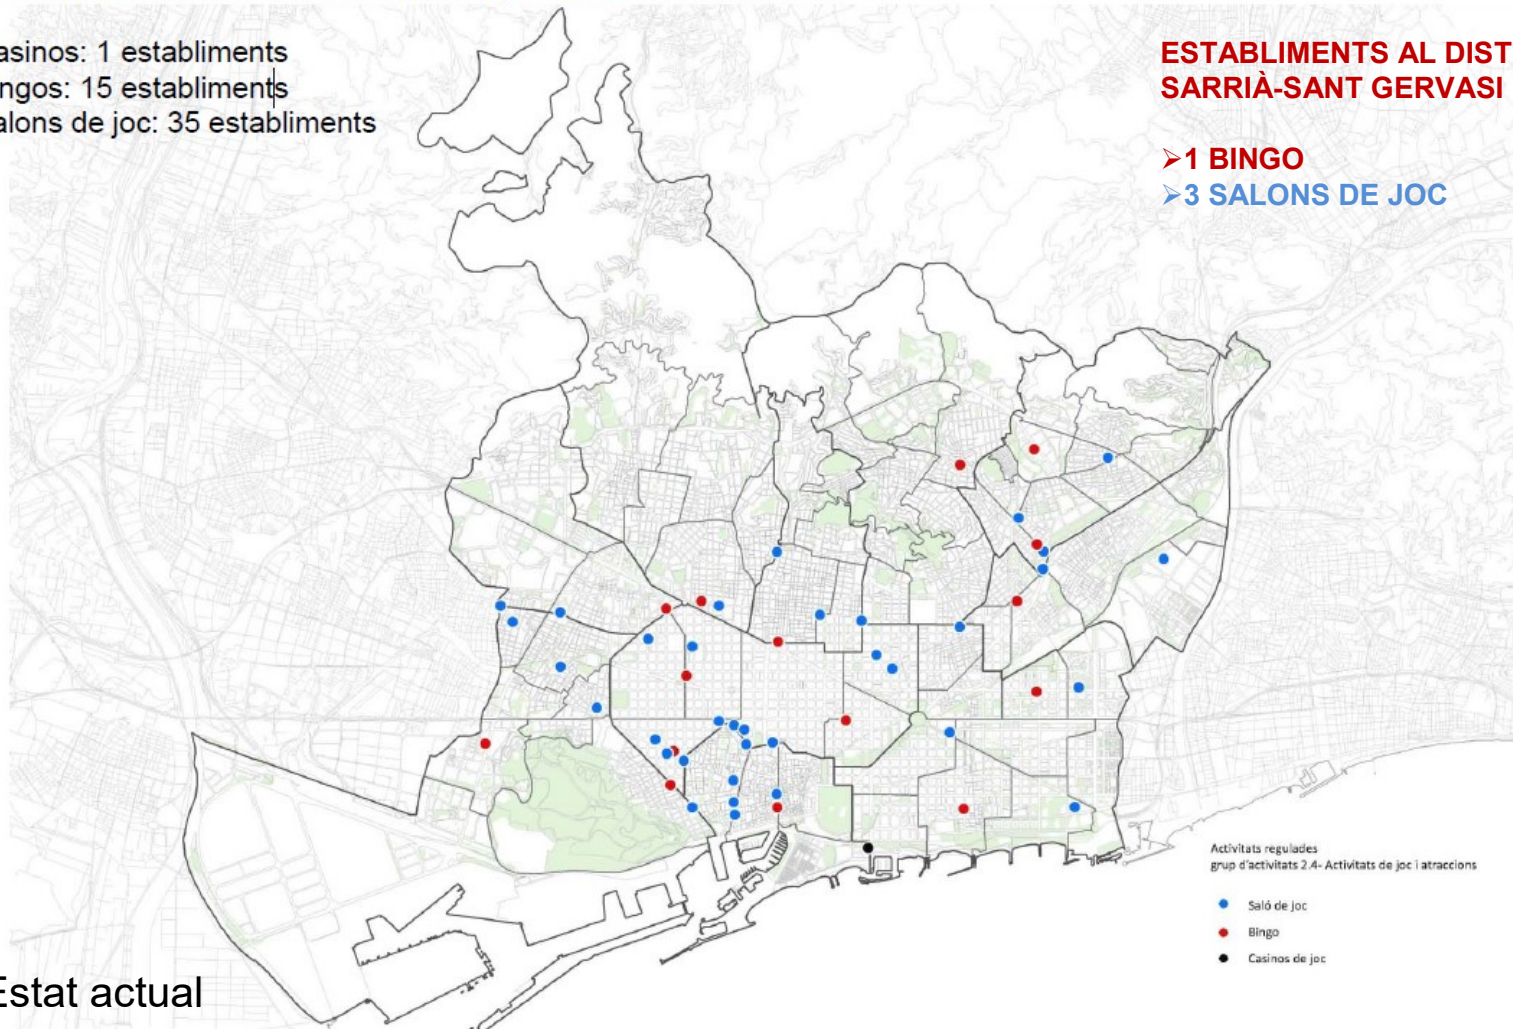 asinos: 1 establiments
ngos: 15 establiments
alons de joc: 35 establiments
ESTABLIMENTS AL DIST
SARRIÀ-SANT GERVASI
➢1 BINGO
➢3 SALONS DE JOC
Activitats regulades
grup d'activitats 2.4- Activitats de joc i atraccions
Saló de joc
Bingo
Casinos de joc
Estat actual